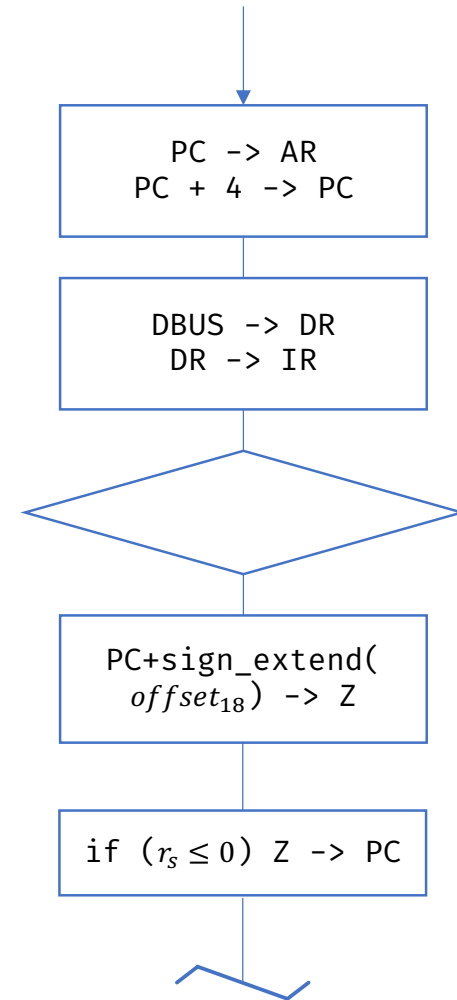 PC -> AR
PC + 4 -> PC
DBUS -> DR
DR -> IR
PC+sign_extend(
offset₁₈) -> Z
if (rₛ ≤ 0) Z -> PC